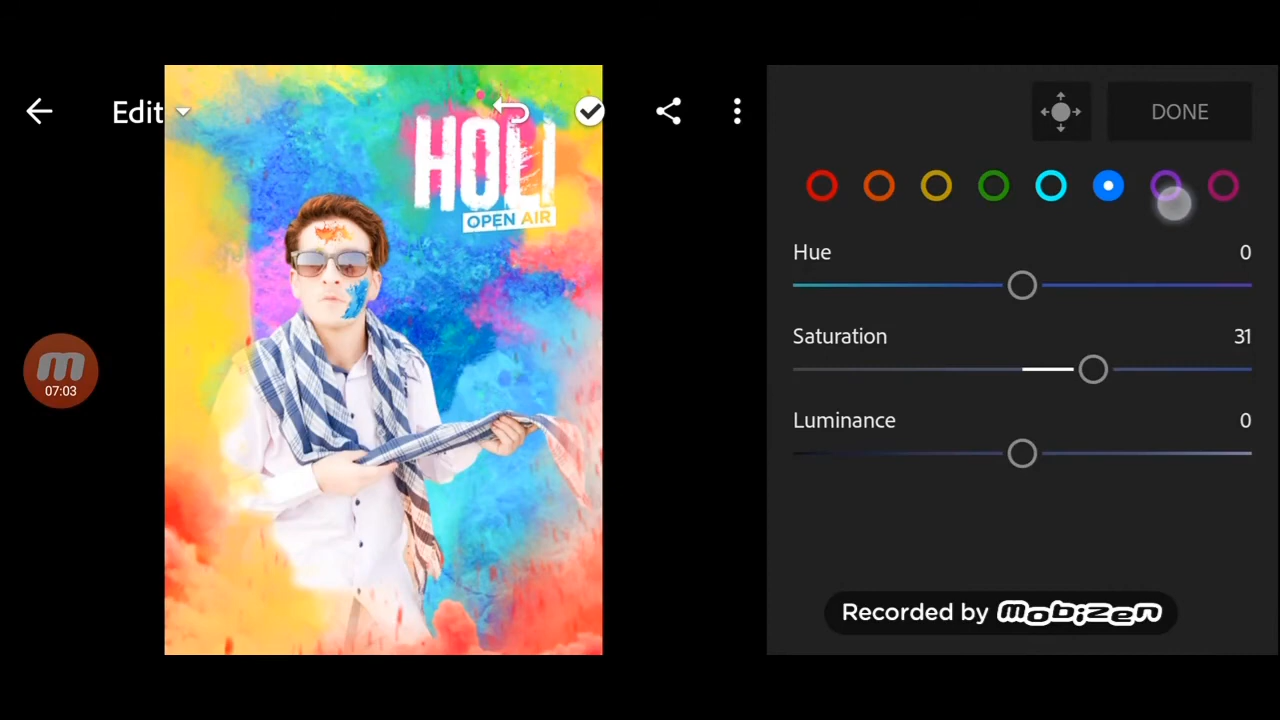 Edit
HOLI
OPEN AIR
DONE
Hue 0
Saturation 31
Luminance 0
07:03
Recorded by mobizen